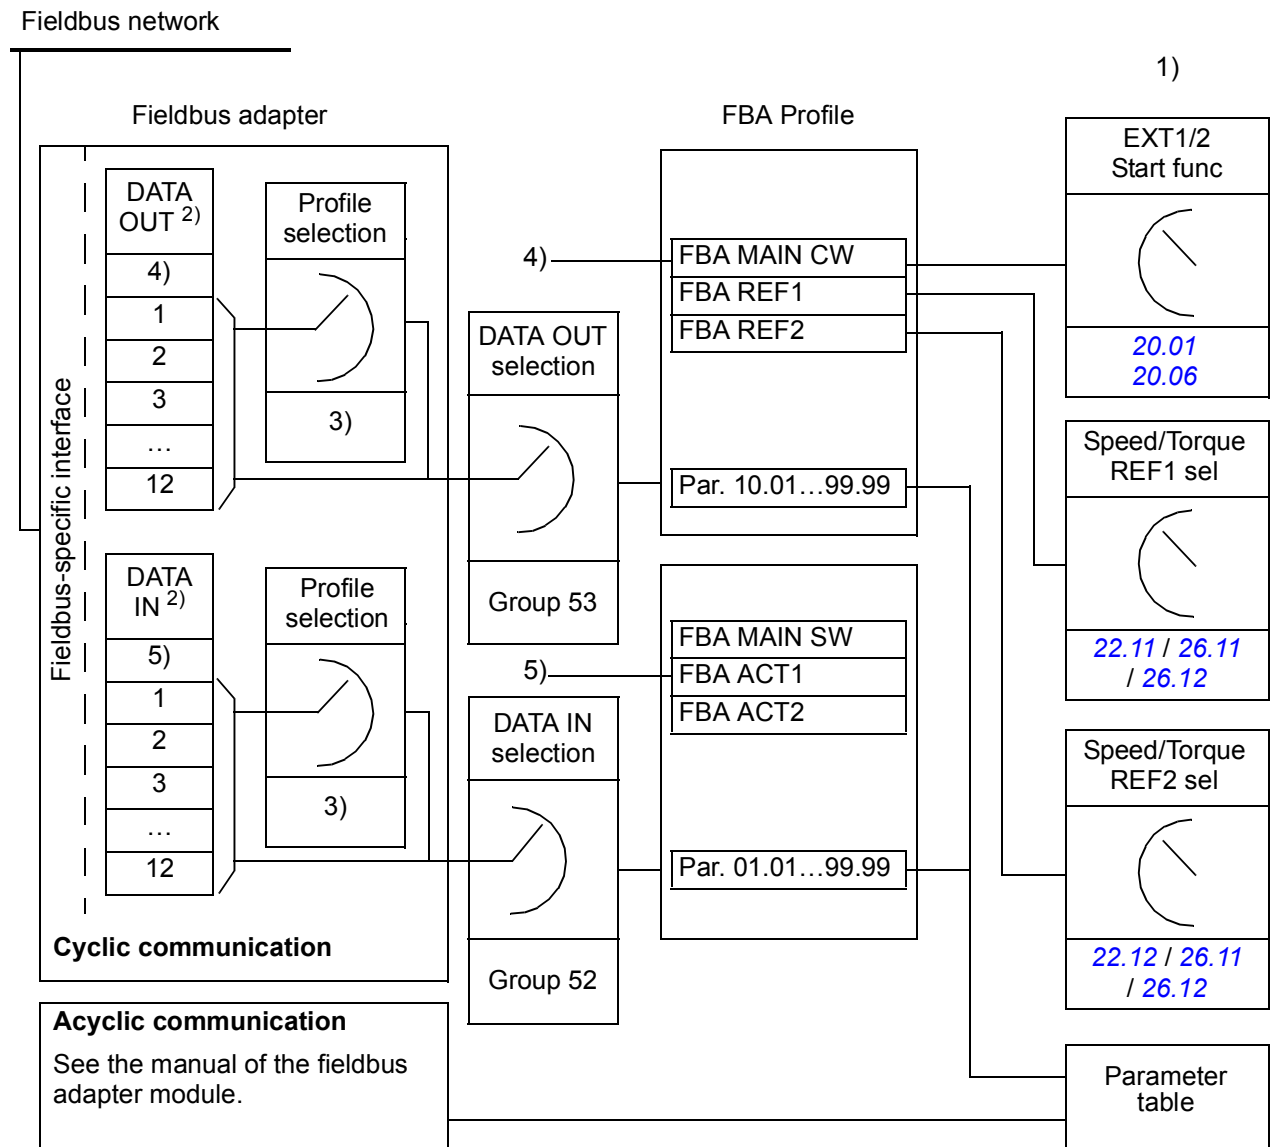 Fieldbus network
1)
Fieldbus adapter
FBA Profile
Fieldbus-specific interface
DATA
OUT 2)
4)
1
2
3
…
12
Profile
selection
3)
DATA OUT
selection
Group 53
4)
FBA MAIN CW
FBA REF1
FBA REF2
Par. 10.01…99.99
EXT1/2
Start func
20.01
20.06
Speed/Torque
REF1 sel
22.11 / 26.11
/ 26.12
DATA
IN 2)
5)
1
2
3
…
12
Profile
selection
3)
DATA IN
selection
Group 52
5)
FBA MAIN SW
FBA ACT1
FBA ACT2
Par. 01.01…99.99
Speed/Torque
REF2 sel
22.12 / 26.11
/ 26.12
Cyclic communication
Acyclic communication
See the manual of the fieldbus
adapter module.
Parameter
table